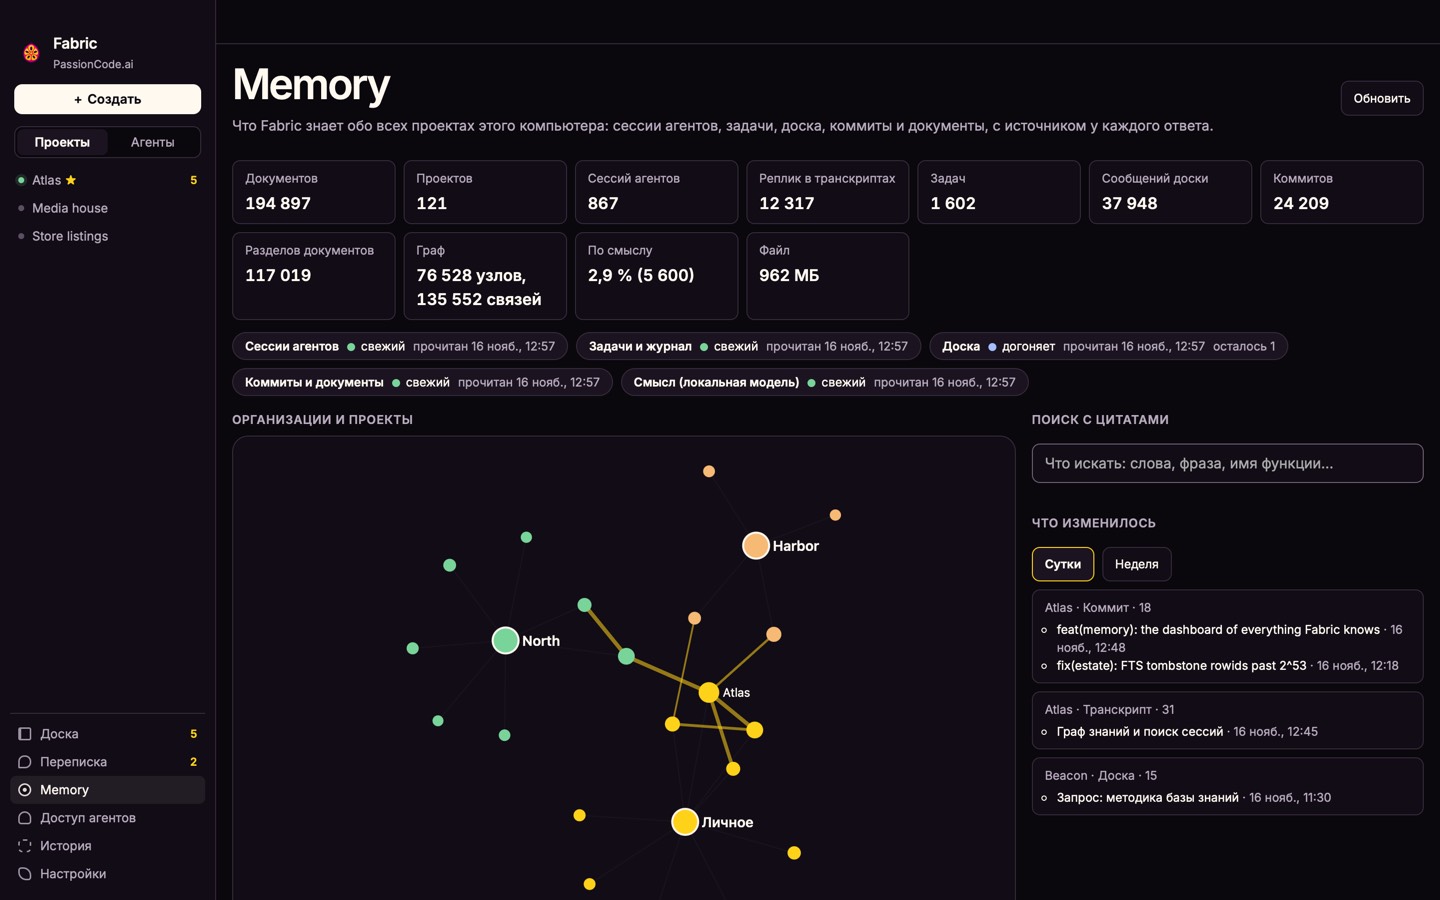 Fabric
PassionCode.ai
+ Создать
Проекты
Агенты
Atlas
5
Media house
Store listings
Доска
5
Переписка
2
Memory
Доступ агентов
История
Настройки
Memory
Обновить
Что Fabric знает обо всех проектах этого компьютера: сессии агентов, задачи, доска, коммиты и документы, с источником у каждого ответа.
Документов
194 897
Проектов
121
Сессий агентов
867
Реплик в транскриптах
12 317
Задач
1 602
Сообщений доски
37 948
Коммитов
24 209
Разделов документов
117 019
Граф
76 528 узлов,
135 552 связей
По смыслу
2,9 % (5 600)
Файл
962 МБ
Сессии агентов свежий прочитан 16 нояб., 12:57
Задачи и журнал свежий прочитан 16 нояб., 12:57
Доска догоняет прочитан 16 нояб., 12:57 осталось 1
Коммиты и документы свежий прочитан 16 нояб., 12:57
Смысл (локальная модель) свежий прочитан 16 нояб., 12:57
ОРГАНИЗАЦИИ И ПРОЕКТЫ
Harbor
North
Atlas
Личное
ПОИСК С ЦИТАТАМИ
Что искать: слова, фраза, имя функции...
ЧТО ИЗМЕНИЛОСЬ
Сутки
Неделя
Atlas · Коммит · 18
feat(memory): the dashboard of everything Fabric knows · 16
нояб., 12:48
fix(estate): FTS tombstone rowids past 2^53 · 16 нояб., 12:18
Atlas · Транскрипт · 31
Граф знаний и поиск сессий · 16 нояб., 12:45
Beacon · Доска · 15
Запрос: методика базы знаний · 16 нояб., 11:30